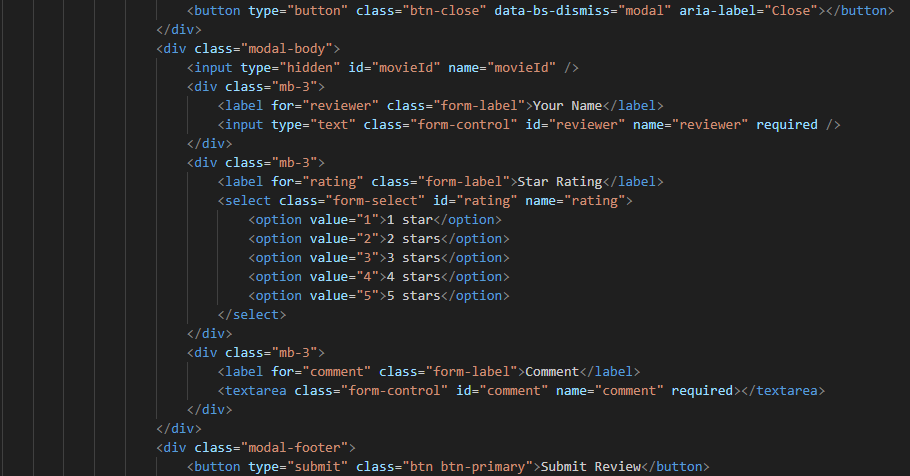 <button type="button" class="btn-close" data-bs-dismiss="modal" aria-label="Close"></button>
</div>
<div class="modal-body">
<input type="hidden" id="movieId" name="movieId" />
<div class="mb-3">
<label for="reviewer" class="form-label">Your Name</label>
<input type="text" class="form-control" id="reviewer" name="reviewer" required />
</div>
<div class="mb-3">
<label for="rating" class="form-label">Star Rating</label>
<select class="form-select" id="rating" name="rating">
<option value="1">1 star</option>
<option value="2">2 stars</option>
<option value="3">3 stars</option>
<option value="4">4 stars</option>
<option value="5">5 stars</option>
</select>
</div>
<div class="mb-3">
<label for="comment" class="form-label">Comment</label>
<textarea class="form-control" id="comment" name="comment" required></textarea>
</div>
</div>
<div class="modal-footer">
<button type="submit" class="btn btn-primary">Submit Review</button>